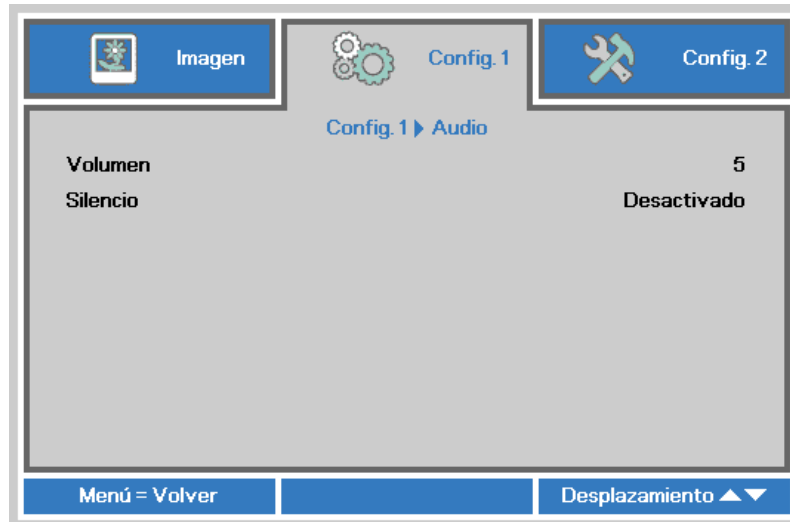 Imagen Config. 1 Config. 2
Config. 1 ▶ Audio
Volumen 5
Silencio Desactivado
Menú = Volver Desplazamiento ▲▼